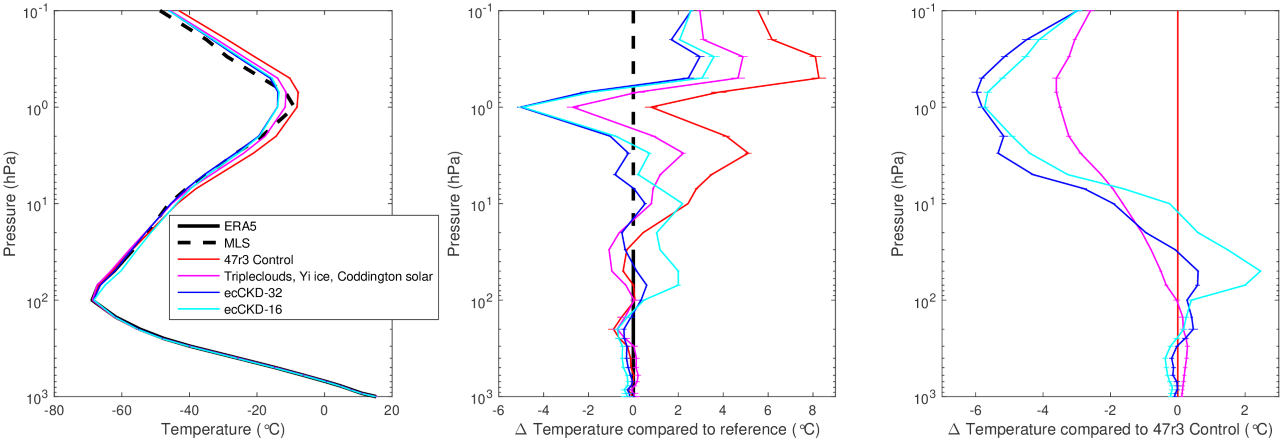 10⁻¹
10⁰
10¹
10²
10³
Pressure (hPa)
-80
-60
-40
-20
0
20
Temperature (°C)
ERA5
MLS
47r3 Control
Tripleclouds, Yi ice, Coddington solar
ecCKD-32
ecCKD-16
10⁻¹
10⁰
10¹
10²
10³
Pressure (hPa)
-6
-4
-2
0
2
4
6
8
Δ Temperature compared to reference (°C)
10⁻¹
10⁰
10¹
10²
10³
Pressure (hPa)
-6
-4
-2
0
2
Δ Temperature compared to 47r3 Control (°C)